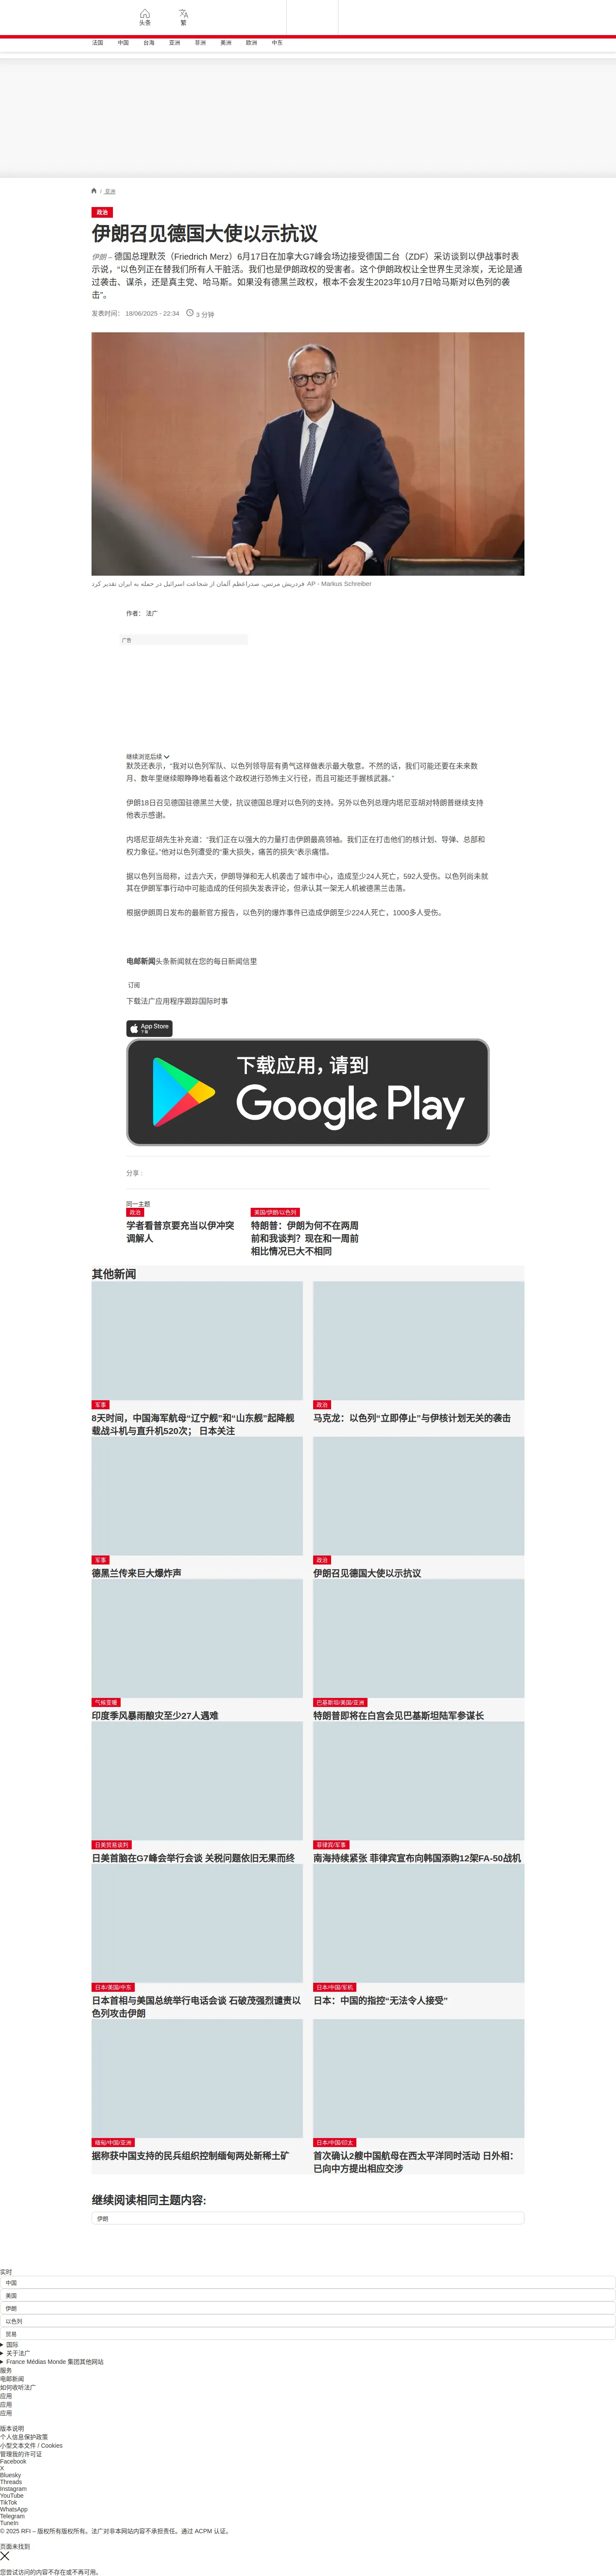 头条
繁
法国 中国 台海 亚洲 非洲 美洲 欧洲 中东
/ 亚洲
政治
伊朗召见德国大使以示抗议
伊朗 – 德国总理默茨（Friedrich Merz）6月17日在加拿大G7峰会场边接受德国二台（ZDF）采访谈到以伊战事时表
示说，“以色列正在替我们所有人干脏活。我们也是伊朗政权的受害者。这个伊朗政权让全世界生灵涂炭，无论是通
过袭击、谋杀，还是真主党、哈马斯。如果没有德黑兰政权，根本不会发生2023年10月7日哈马斯对以色列的袭
击”。
发表时间： 18/06/2025 - 22:34 3 分钟
فردریش مرتس، صدراعظم آلمان از شجاعت اسرائیل در حمله به ایران تقدیر کرد AP - Markus Schreiber
作者： 法广
广告
继续浏览后续
默茨还表示，“我对以色列军队、以色列领导层有勇气这样做表示最大敬意。不然的话，我们可能还要在未来数
月、数年里继续眼睁睁地看着这个政权进行恐怖主义行径，而且可能还手握核武器。”
伊朗18日召见德国驻德黑兰大使，抗议德国总理对以色列的支持。另外以色列总理内塔尼亚胡对特朗普继续支持
他表示感谢。
内塔尼亚胡先生补充道：“我们正在以强大的力量打击伊朗最高领袖。我们正在打击他们的核计划、导弹、总部和
权力象征。”他对以色列遭受的“重大损失，痛苦的损失”表示痛惜。
据以色列当局称，过去六天，伊朗导弹和无人机袭击了城市中心，造成至少24人死亡，592人受伤。以色列尚未就
其在伊朗军事行动中可能造成的任何损失发表评论，但承认其一架无人机被德黑兰击落。
根据伊朗周日发布的最新官方报告，以色列的爆炸事件已造成伊朗至少224人死亡，1000多人受伤。
电邮新闻头条新闻就在您的每日新闻信里
订阅
下载法广应用程序跟踪国际时事
App Store
下载
下载应用，请到
Google Play
分享 :
同一主题
政治
学者看普京要充当以伊冲突
调解人
美国/伊朗/以色列
特朗普：伊朗为何不在两周
前和我谈判？现在和一周前
相比情况已大不相同
其他新闻
军事
8天时间，中国海军航母“辽宁舰”和“山东舰”起降舰
载战斗机与直升机520次； 日本关注
政治
马克龙：以色列“立即停止”与伊核计划无关的袭击
军事
德黑兰传来巨大爆炸声
政治
伊朗召见德国大使以示抗议
气候变暖
印度季风暴雨酿灾至少27人遇难
巴基斯坦/美国/亚洲
特朗普即将在白宫会见巴基斯坦陆军参谋长
日美贸易谈判
日美首脑在G7峰会举行会谈 关税问题依旧无果而终
菲律宾/军事
南海持续紧张 菲律宾宣布向韩国添购12架FA-50战机
日本/美国/中东
日本首相与美国总统举行电话会谈 石破茂强烈谴责以
色列攻击伊朗
日本/中国/军机
日本：中国的指控“无法令人接受”
缅甸/中国/亚洲
据称获中国支持的民兵组织控制缅甸两处新稀土矿
日本/中国/印太
首次确认2艘中国航母在西太平洋同时活动 日外相：
已向中方提出相应交涉
继续阅读相同主题内容:
伊朗
实时
中国
美国
伊朗
以色列
贸易
国际
关于法广
France Médias Monde 集团其他网站
服务
电邮新闻
如何收听法广
应用
应用
应用
版本说明
个人信息保护政策
小型文本文件 / Cookies
管理我的许可证
Facebook
X
Bluesky
Threads
Instagram
YouTube
TikTok
WhatsApp
Telegram
TuneIn
© 2025 RFI – 版权所有版权所有。法广对非本网站内容不承担责任。通过 ACPM 认证。
页面未找到
您尝试访问的内容不存在或不再可用。